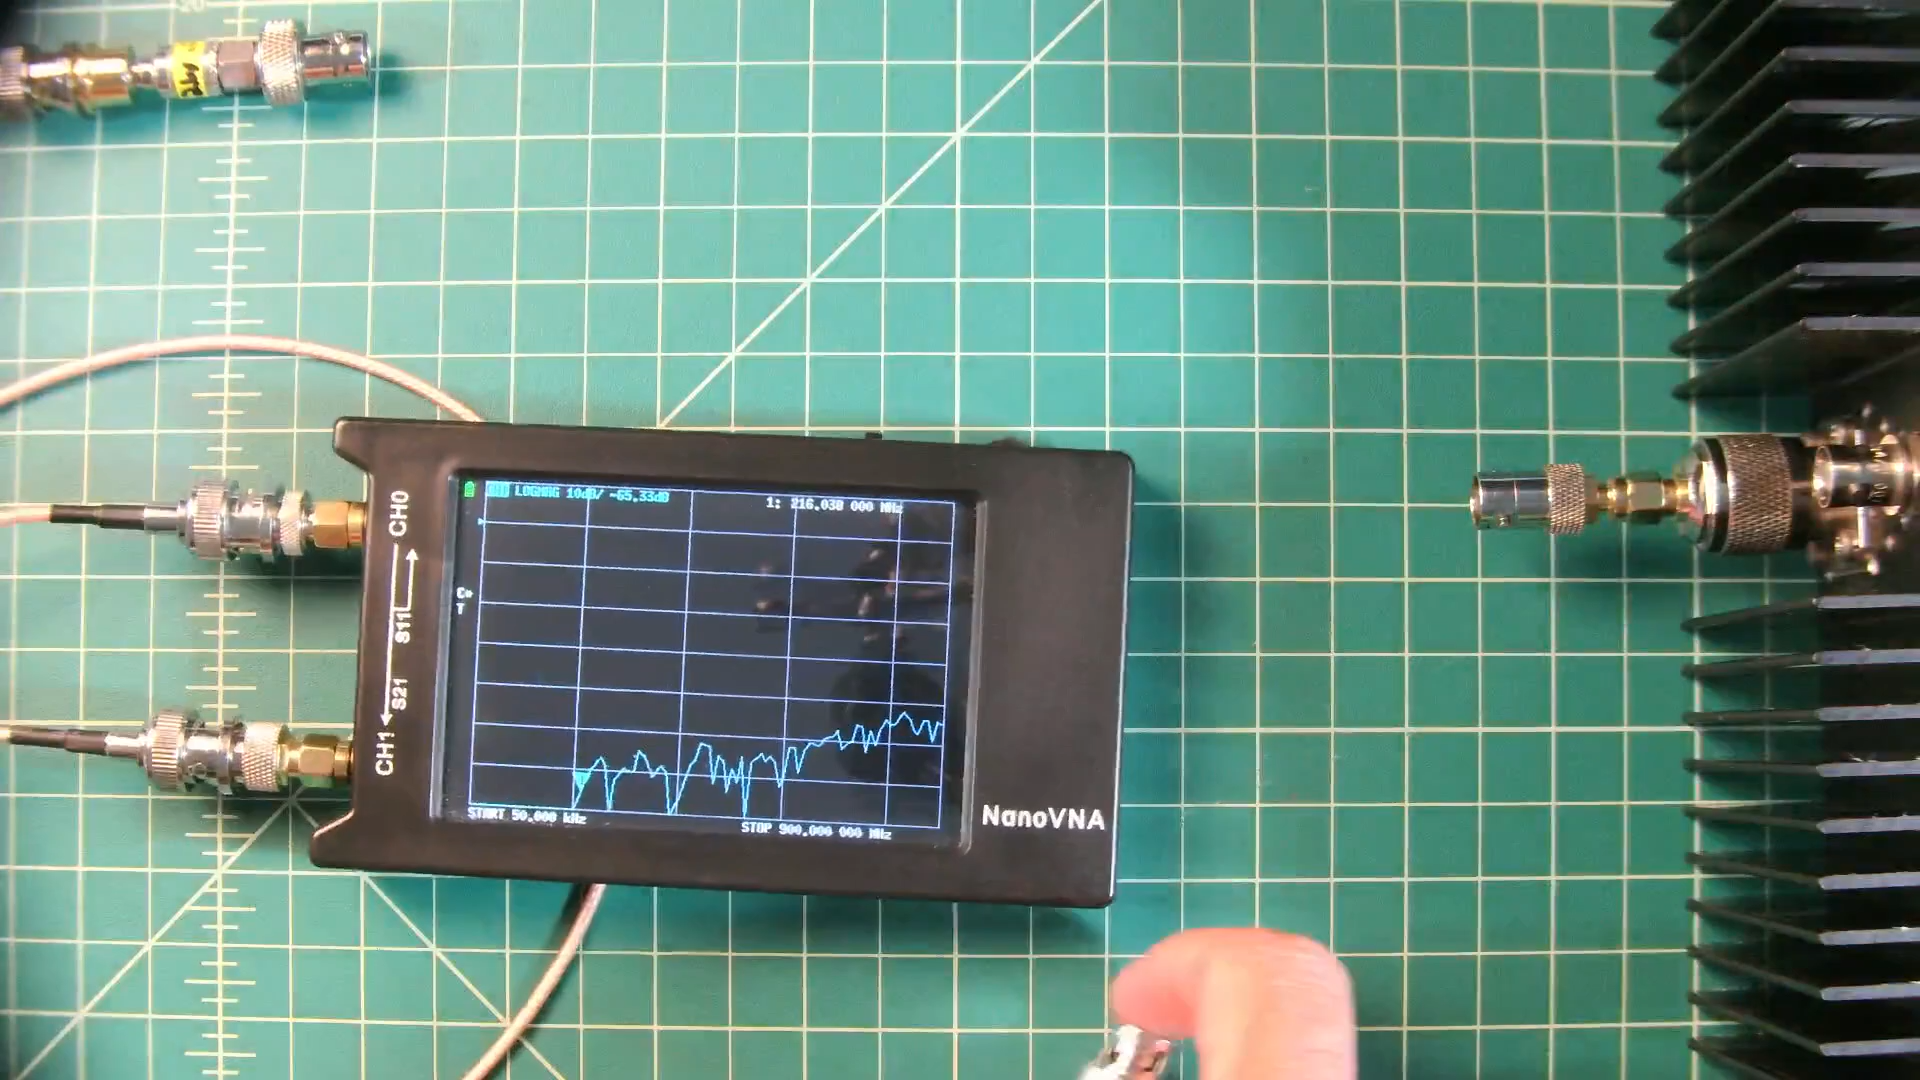 LOGMAG 10dB/ -65.33dB
1: 216.038 000 MHz
C*
T
START 50.000 kHz
STOP 900.000 000 MHz
NanoVNA
CH0
S11
S21
CH1